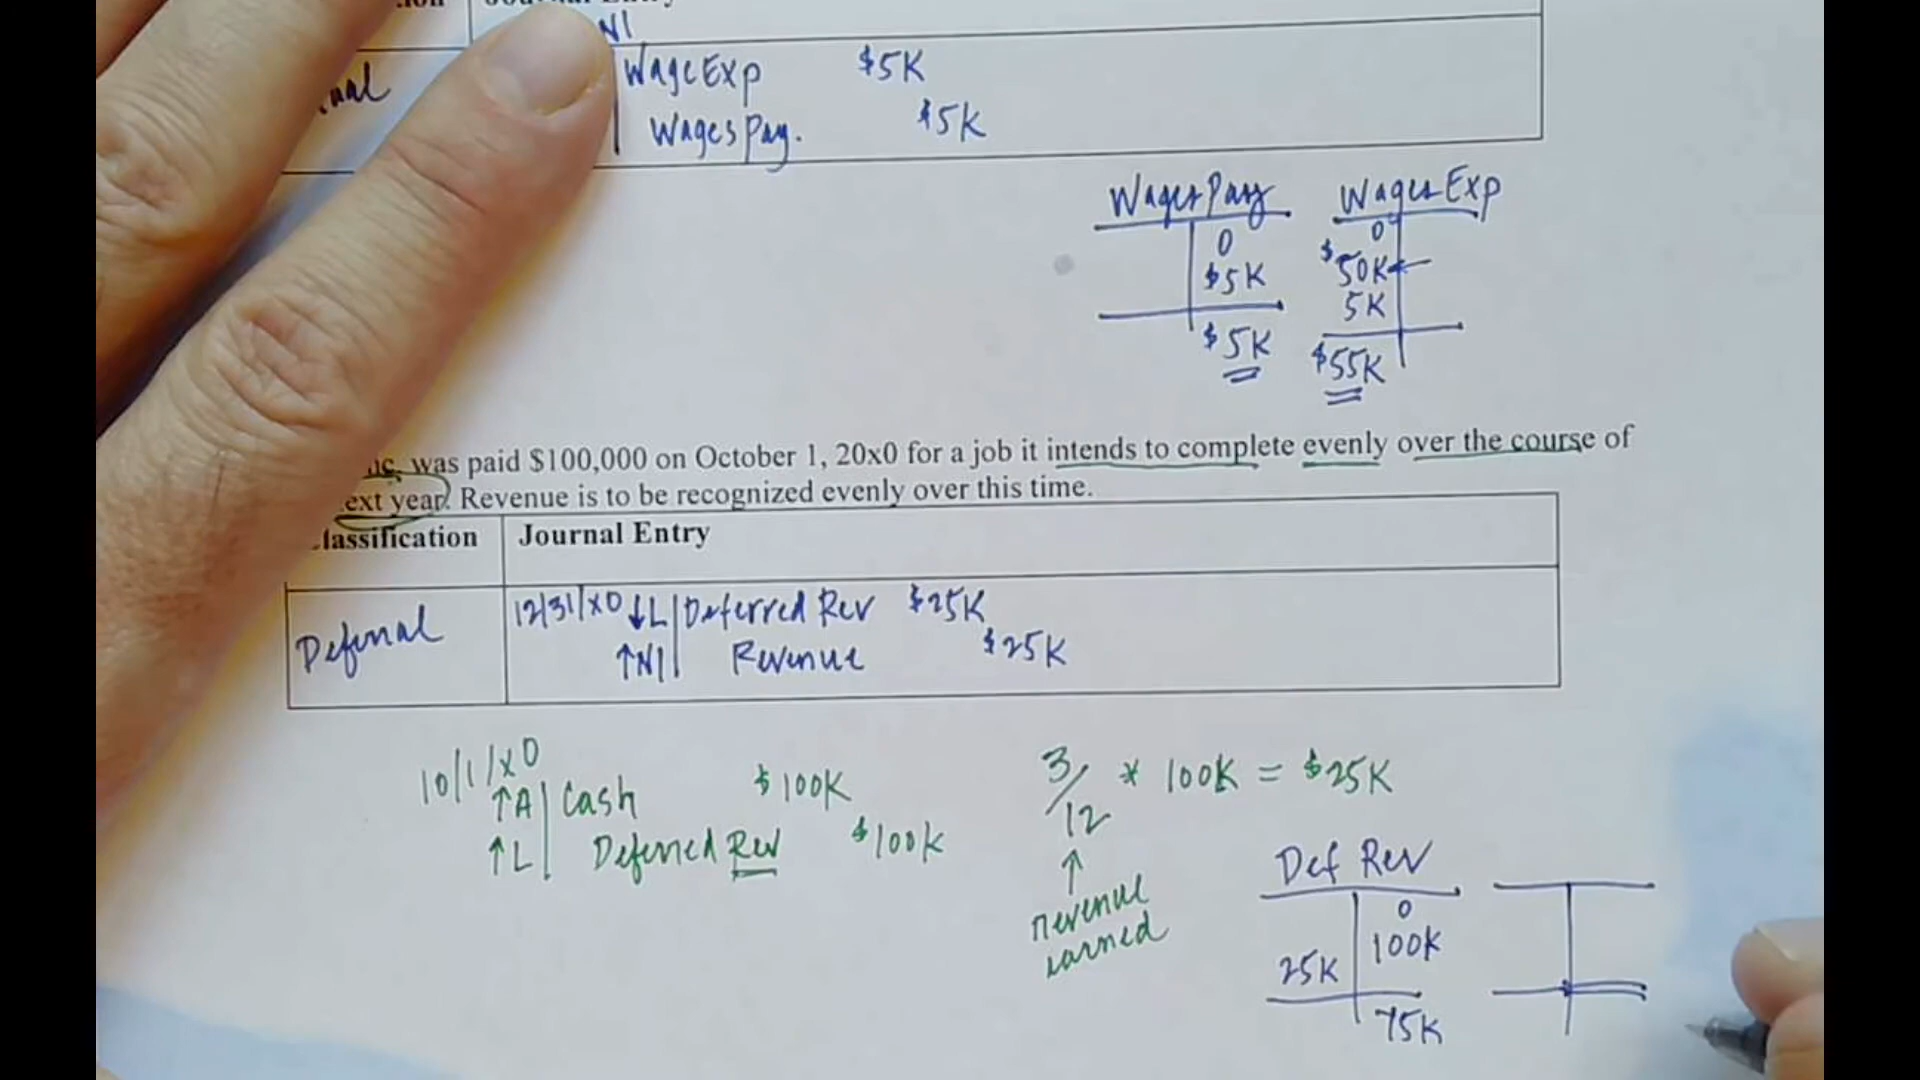 NI
WageExp $5K
Wages Pay. $5K
Wages Pay Wages Exp
0 0
$5K $50K
5K
$5K $55K
was paid $100,000 on October 1, 20x0 for a job it intends to complete evenly over the course of
ext year. Revenue is to be recognized evenly over this time.
lassification Journal Entry
Deferral 12/31/x0 ↓L Deferred Rev $25K
↑NI Revenue $25K
10/1/x0
↑A Cash $100K
↑L Deferred Rev $100K
3/12 * 100K = $25K
↑
revenue
earned
Def Rev
0
100K
25K
75K